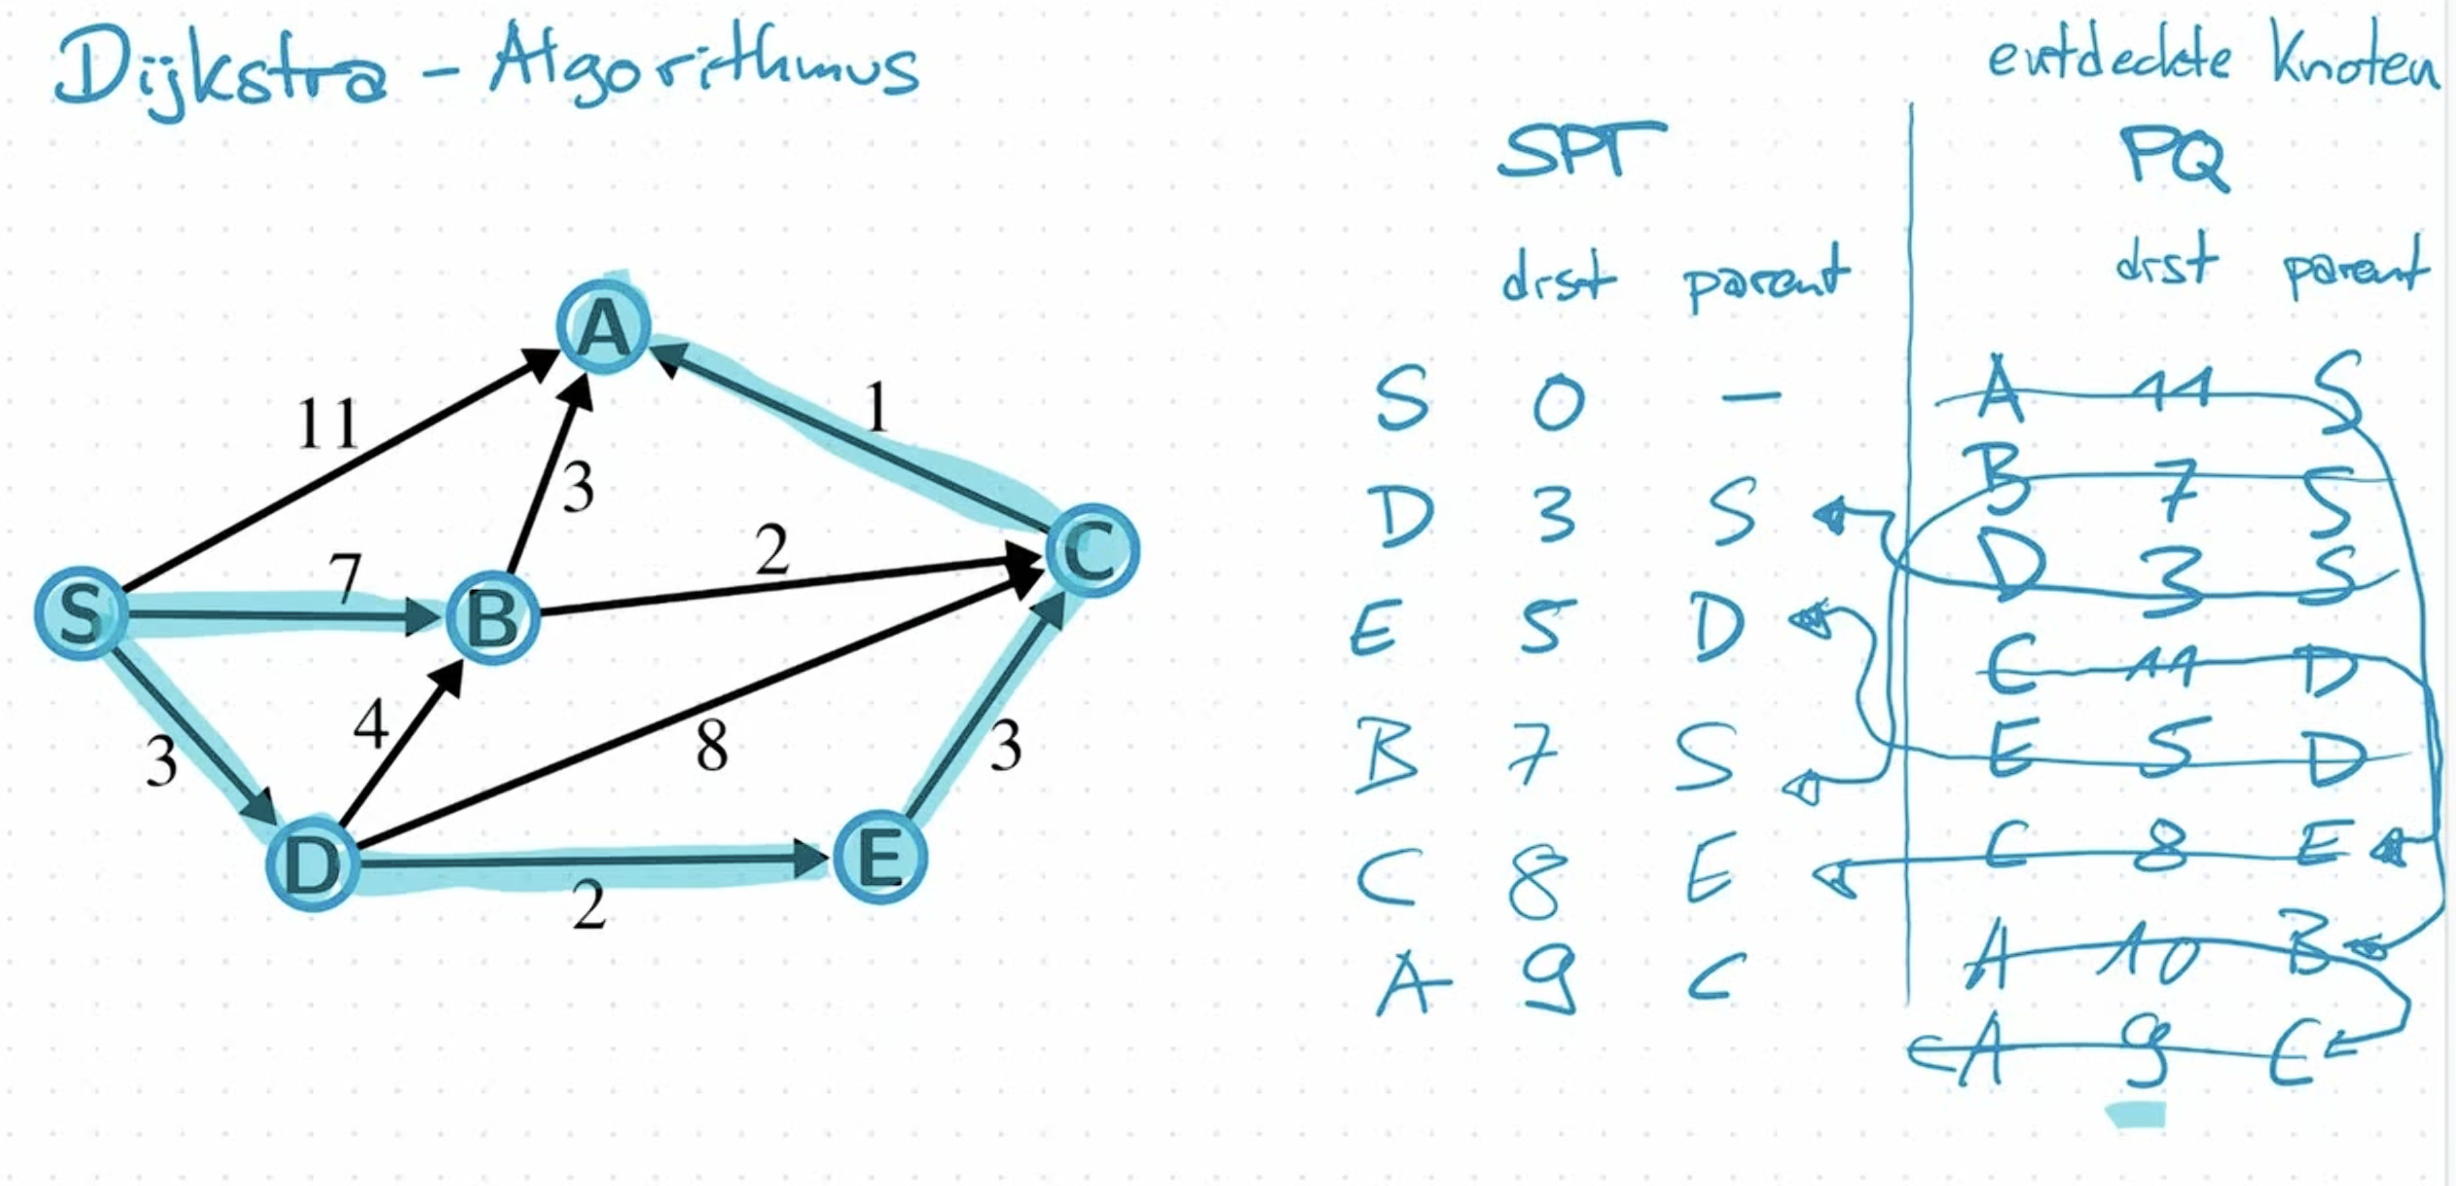 Dijkstra - Algorithmus
entdeckte Knoten
SPT
PQ
dist parent
dist parent
S 0 —
D 3 S
E 5 D
B 7 S
C 8 E
A 9 C
A 11 S
B 7 S
D 3 S
C 11 D
E 5 D
C 8 E
A 10 B
A 9 C
A
11
1
3
7
2
C
S
B
4
8
3
3
D
E
2